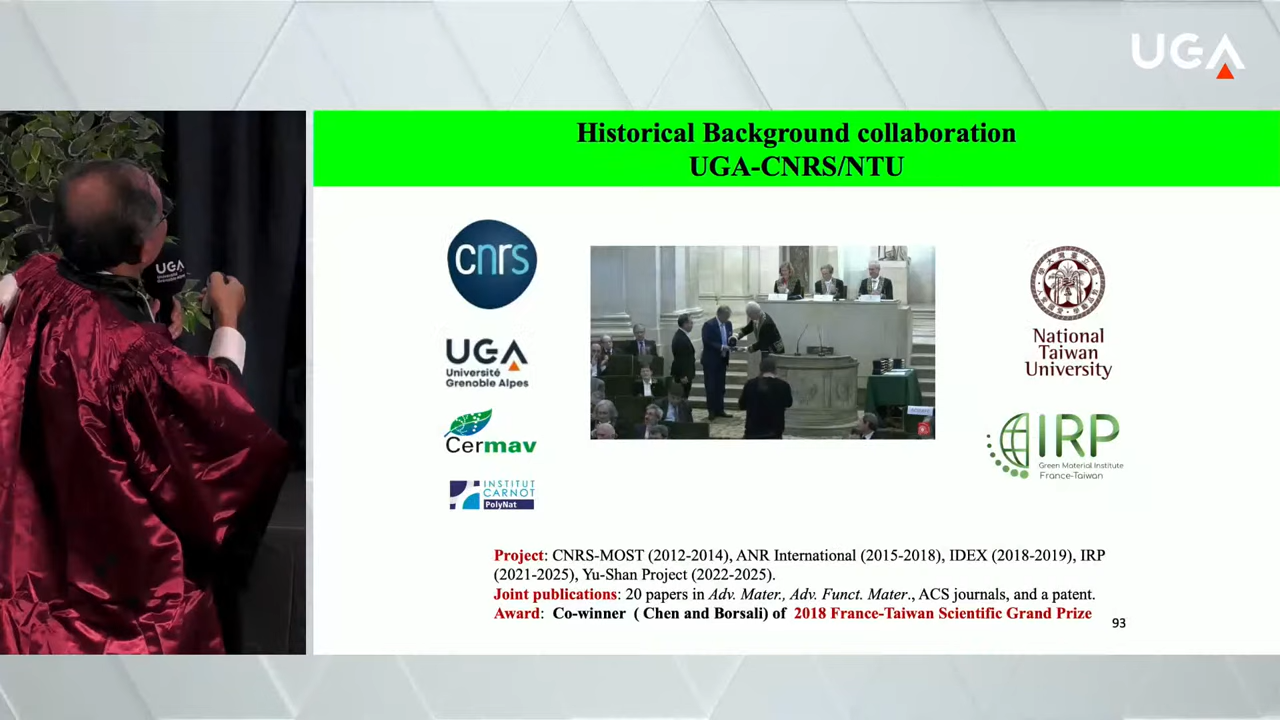 UGA
Historical Background collaboration
UGA-CNRS/NTU
UGA
cnrs
UGA
Université
Grenoble Alpes
Cermav
INSTITUT
CARNOT
PolyNat
National
Taiwan
University
IRP
Green Material Institute
France-Taiwan
Project: CNRS-MOST (2012-2014), ANR International (2015-2018), IDEX (2018-2019), IRP
(2021-2025), Yu-Shan Project (2022-2025).
Joint publications: 20 papers in Adv. Mater., Adv. Funct. Mater., ACS journals, and a patent.
Award: Co-winner ( Chen and Borsali) of 2018 France-Taiwan Scientific Grand Prize
93